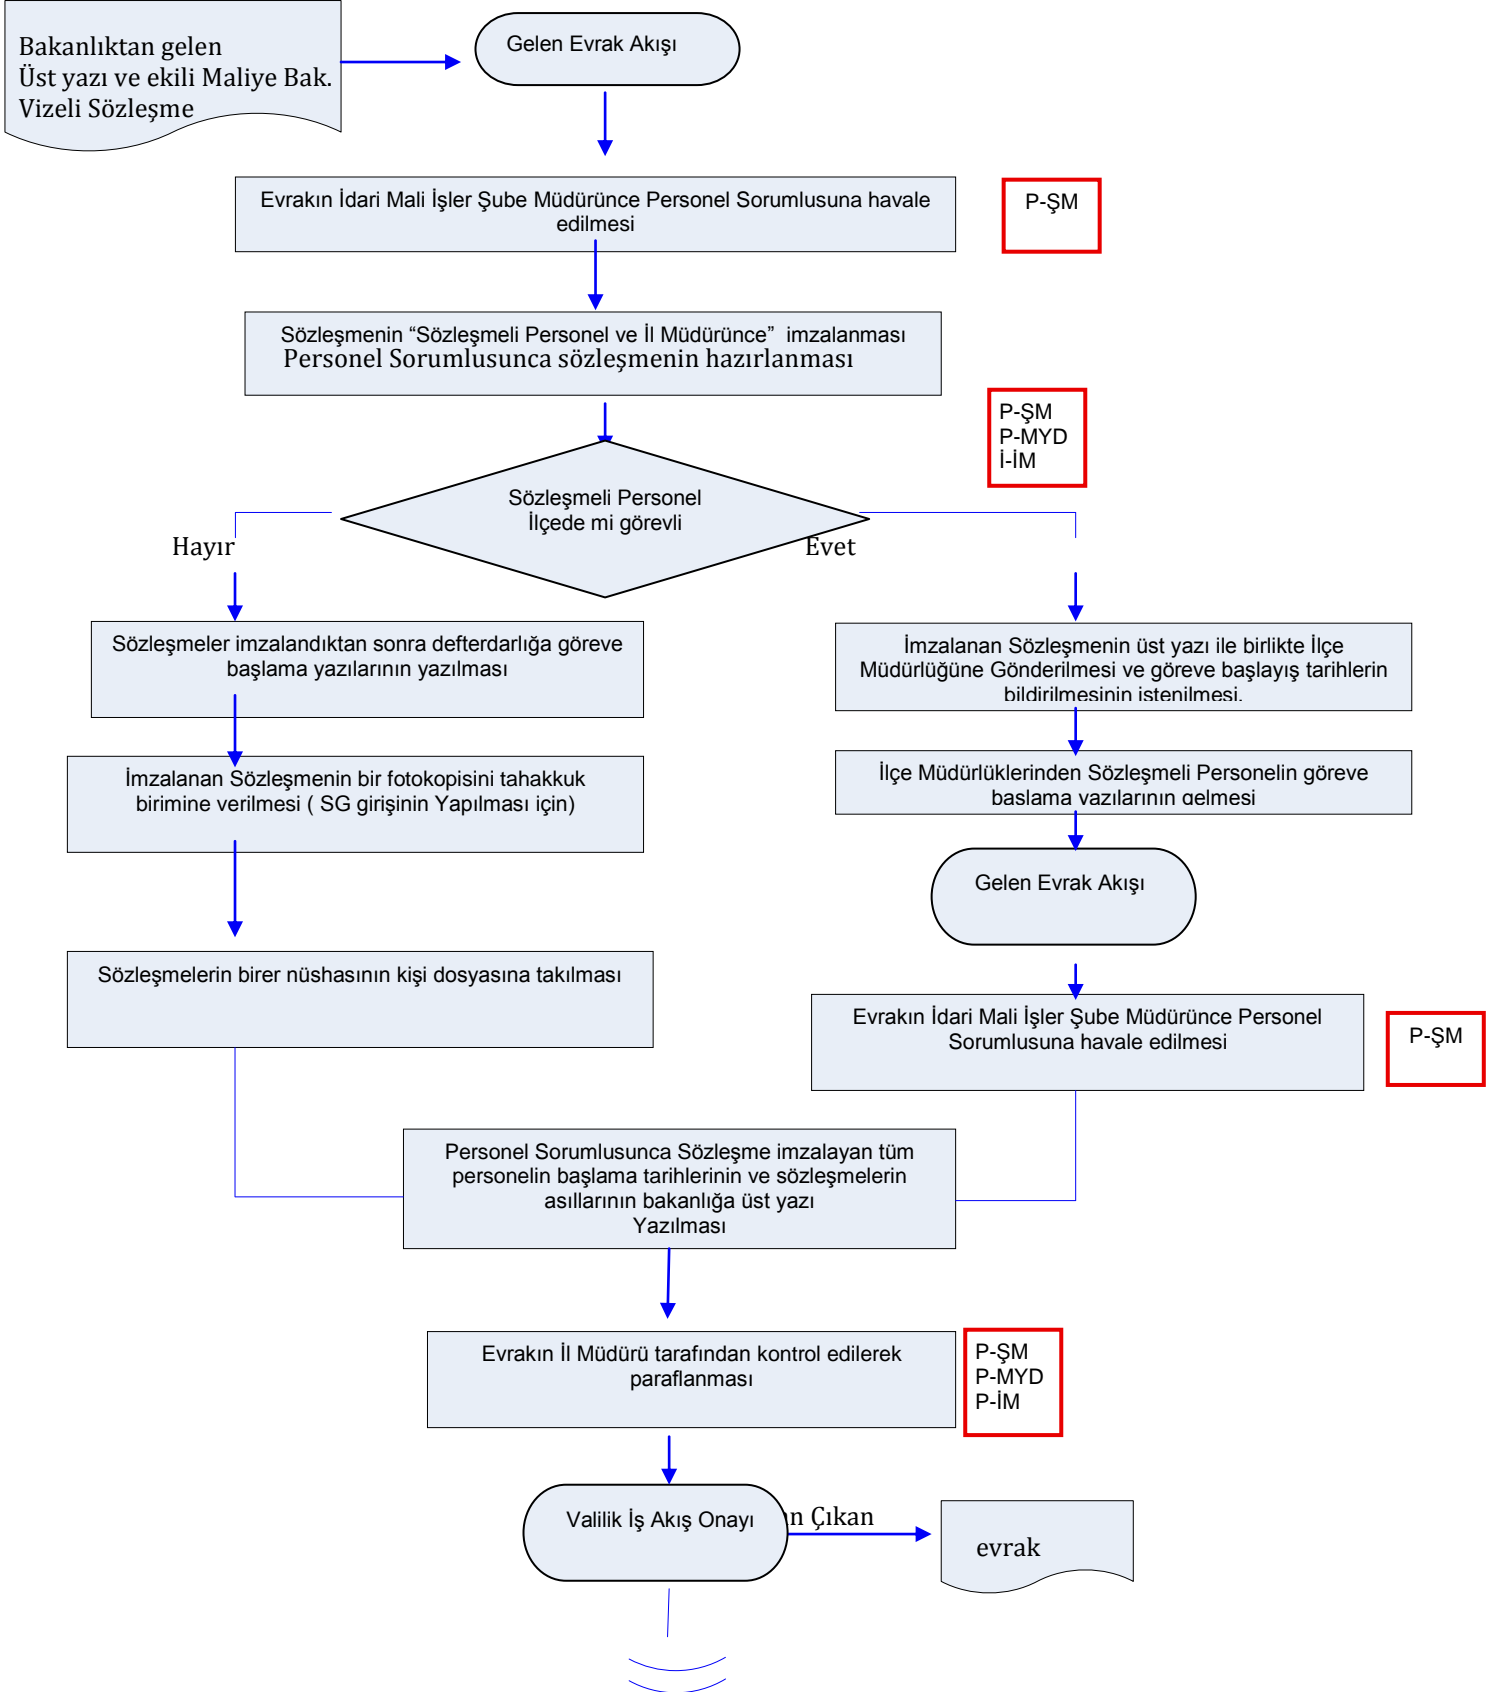 Bakanlıktan gelen
Üst yazı ve ekili Maliye Bak.
Vizeli Sözleşme
Gelen Evrak Akışı
Evrakın İdari Mali İşler Şube Müdürünce Personel Sorumlusuna havale
edilmesi
P-ŞM
Sözleşmenin “Sözleşmeli Personel ve İl Müdürünce” imzalanması
Personel Sorumlusunca sözleşmenin hazırlanması
P-ŞM
P-MYD
İ-İM
Sözleşmeli Personel
İlçede mi görevli
Hayır
Evet
Sözleşmeler imzalandıktan sonra defterdarlığa göreve
başlama yazılarının yazılması
İmzalanan Sözleşmenin bir fotokopisini tahakkuk
birimine verilmesi ( SG girişinin Yapılması için)
Sözleşmelerin birer nüshasının kişi dosyasına takılması
İmzalanan Sözleşmenin üst yazı ile birlikte İlçe
Müdürlüğüne Gönderilmesi ve göreve başlayış tarihlerin
bildirilmesinin istenilmesi.
İlçe Müdürlüklerinden Sözleşmeli Personelin göreve
başlama yazılarının gelmesi
Gelen Evrak Akışı
Evrakın İdari Mali İşler Şube Müdürünce Personel
Sorumlusuna havale edilmesi
P-ŞM
Personel Sorumlusunca Sözleşme imzalayan tüm
personelin başlama tarihlerinin ve sözleşmelerin
asıllarının bakanlığa üst yazı
Yazılması
Evrakın İl Müdürü tarafından kontrol edilerek
paraflanması
P-ŞM
P-MYD
P-İM
Valilik İş Akış Onayı
n Çıkan
evrak